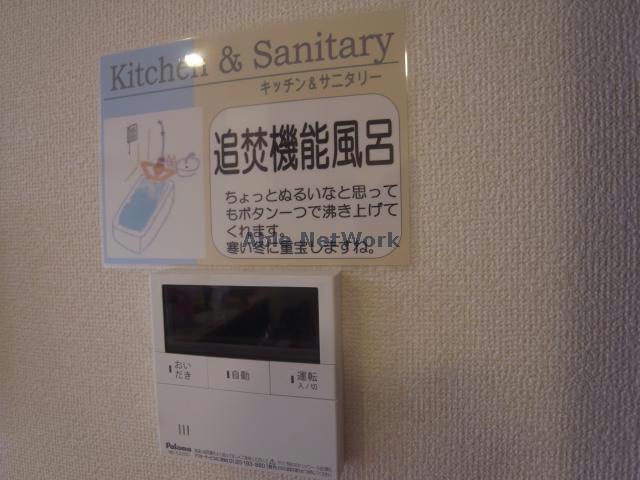 Kitchen & Sanitary
キッチン&サニタリー
追焚機能風呂
ちょっとぬるいなと思って
もボタン一つで沸き上げて
くれます。
寒い冬に重宝しますね。
Able NetWork
おい
だき
自動
運転
入/切
Paloma